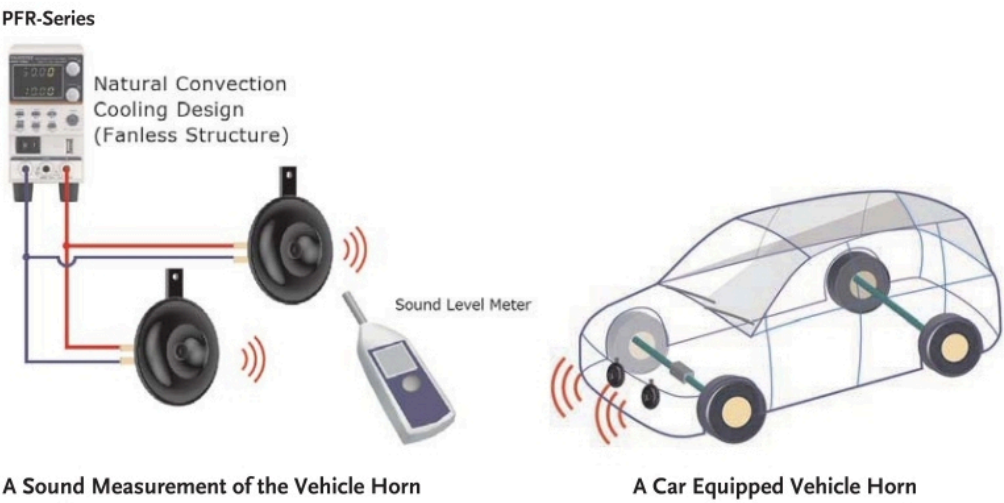 PFR-Series
Natural Convection
Cooling Design
(Fanless Structure)
Sound Level Meter
A Sound Measurement of the Vehicle Horn
A Car Equipped Vehicle Horn